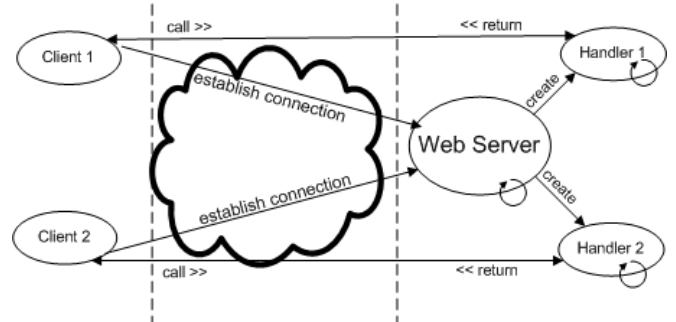 call >>
<< return
Client 1
Handler 1
establish connection
create
Web Server
create
establish connection
Client 2
Handler 2
call >>
<< return